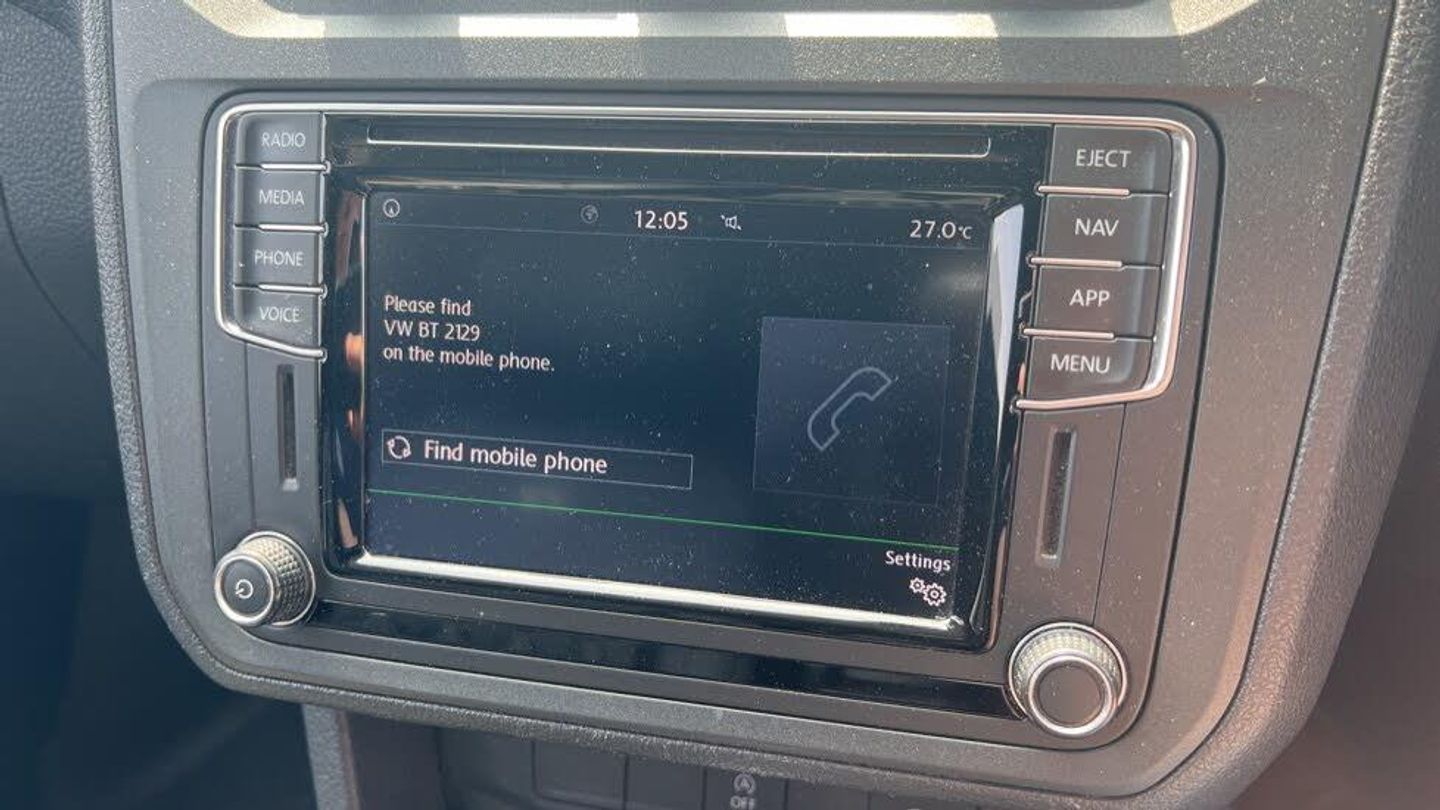 RADIO
MEDIA
PHONE
VOICE
12:05
27.0°C
Please find
VW BT 2129
on the mobile phone.
Find mobile phone
Settings
EJECT
NAV
APP
MENU
OFF